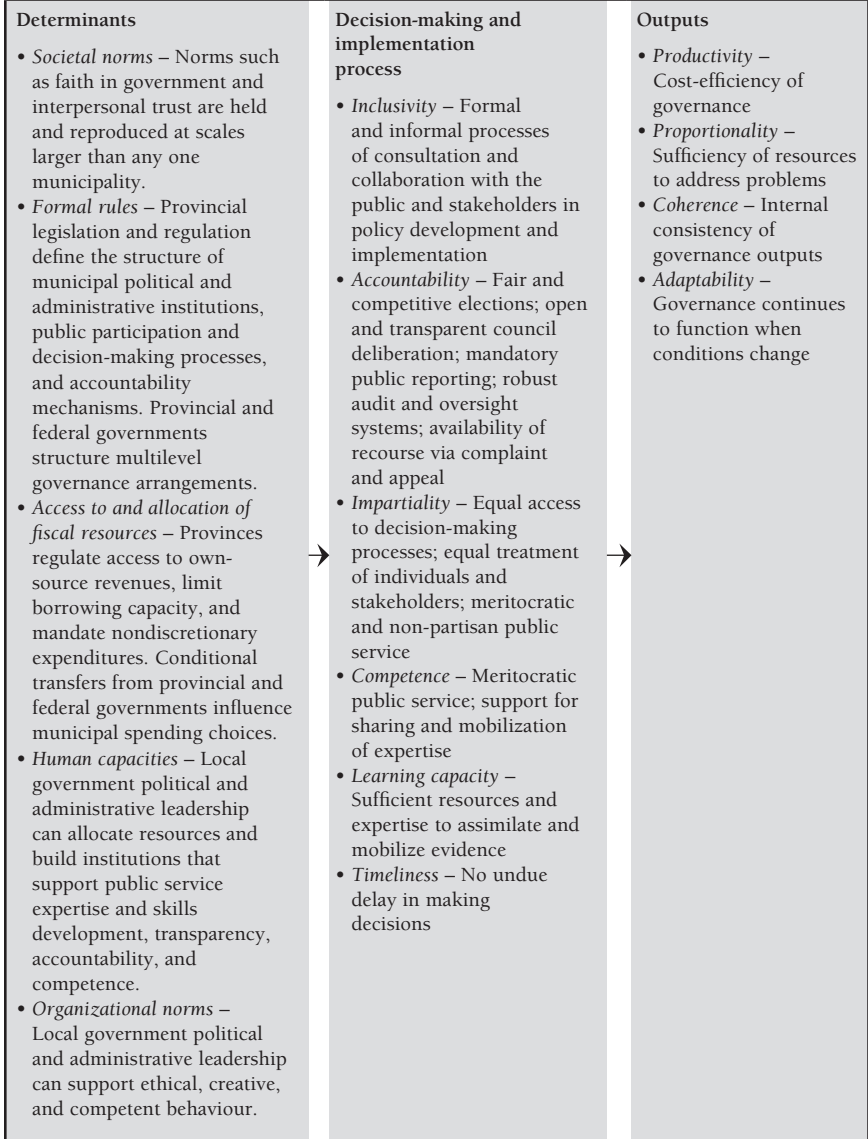 Determinants
• Societal norms – Norms such
as faith in government and
interpersonal trust are held
and reproduced at scales
larger than any one
municipality.
• Formal rules – Provincial
legislation and regulation
define the structure of
municipal political and
administrative institutions,
public participation and
decision-making processes,
and accountability
mechanisms. Provincial and
federal governments
structure multilevel
governance arrangements.
• Access to and allocation of
fiscal resources – Provinces
regulate access to own-
source revenues, limit
borrowing capacity, and
mandate nondiscretionary
expenditures. Conditional
transfers from provincial and
federal governments influence
municipal spending choices.
• Human capacities – Local
government political and
administrative leadership
can allocate resources and
build institutions that
support public service
expertise and skills
development, transparency,
accountability, and
competence.
• Organizational norms –
Local government political
and administrative leadership
can support ethical, creative,
and competent behaviour.
→
Decision-making and
implementation
process
• Inclusivity – Formal
and informal processes
of consultation and
collaboration with the
public and stakeholders in
policy development and
implementation
• Accountability – Fair and
competitive elections; open
and transparent council
deliberation; mandatory
public reporting; robust
audit and oversight
systems; availability of
recourse via complaint
and appeal
• Impartiality – Equal access
to decision-making
processes; equal treatment
of individuals and
stakeholders; meritocratic
and non-partisan public
service
• Competence – Meritocratic
public service; support for
sharing and mobilization
of expertise
• Learning capacity –
Sufficient resources and
expertise to assimilate and
mobilize evidence
• Timeliness – No undue
delay in making
decisions
→
Outputs
• Productivity –
Cost-efficiency of
governance
• Proportionality –
Sufficiency of resources
to address problems
• Coherence – Internal
consistency of
governance outputs
• Adaptability –
Governance continues
to function when
conditions change